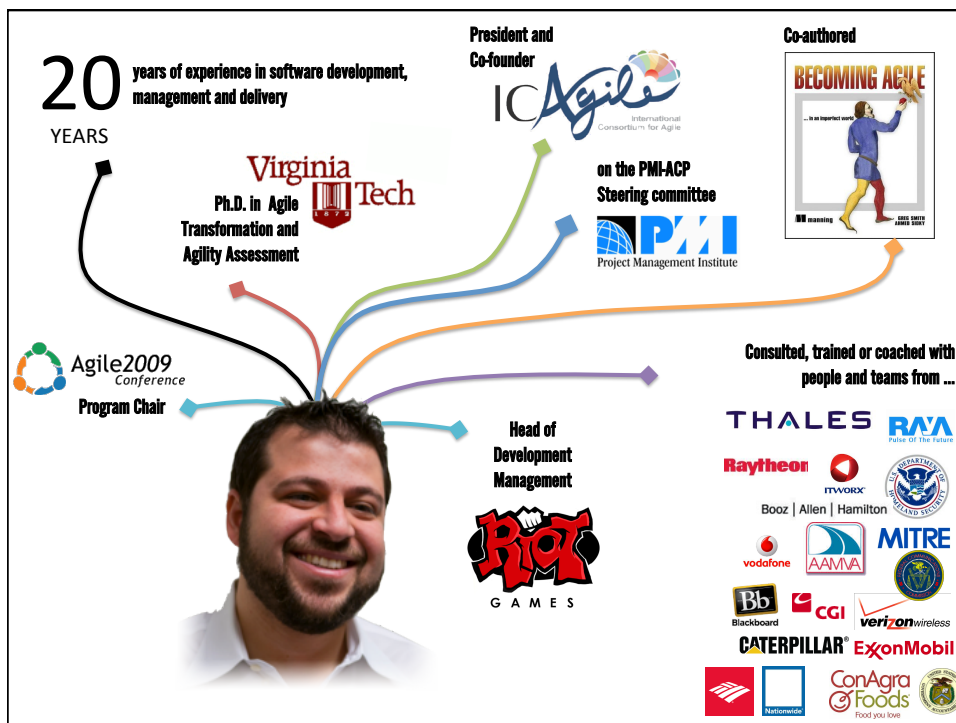 20
years of experience in software development,
management and delivery
YEARS
President and
Co-founder
ICAgile
International
Consortium for Agile
Co-authored
BECOMING AGILE
... in an imperfect world
manning
GREG SMITH
AHMED SIDKY
Virginia
Tech
1872
Ph.D. in Agile
Transformation and
Agility Assessment
on the PMI-ACP
Steering committee
PMI
Project Management Institute
Agile2009
Conference
Program Chair
Head of
Development
Management
RIOT
GAMES
Consulted, trained or coached with
people and teams from ...
THALES
RAYA
Pulse Of The Future
Raytheon
ITWORX
U.S. DEPARTMENT OF
HOMELAND SECURITY
Booz | Allen | Hamilton
vodafone
AAMVA
MITRE
Bb
Blackboard
CGI
verizonwireless
CATERPILLAR®
ExxonMobil
Nationwide®
ConAgra
Foods®
Food you love